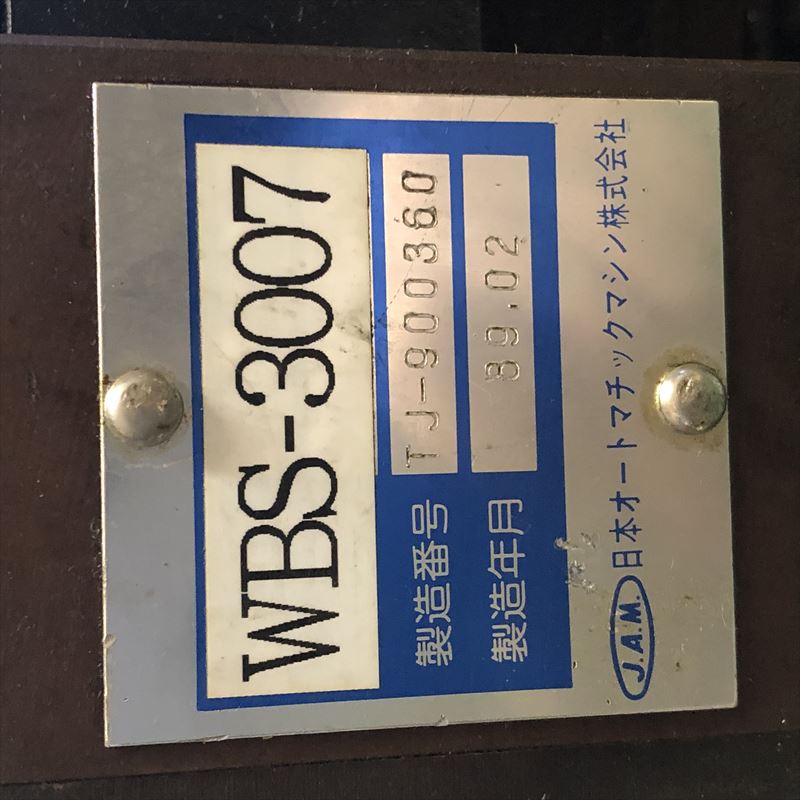 WBS-3007
製造番号 TJ-900360
製造年月 89.02
J.A.M. 日本オートマチックマシン株式会社